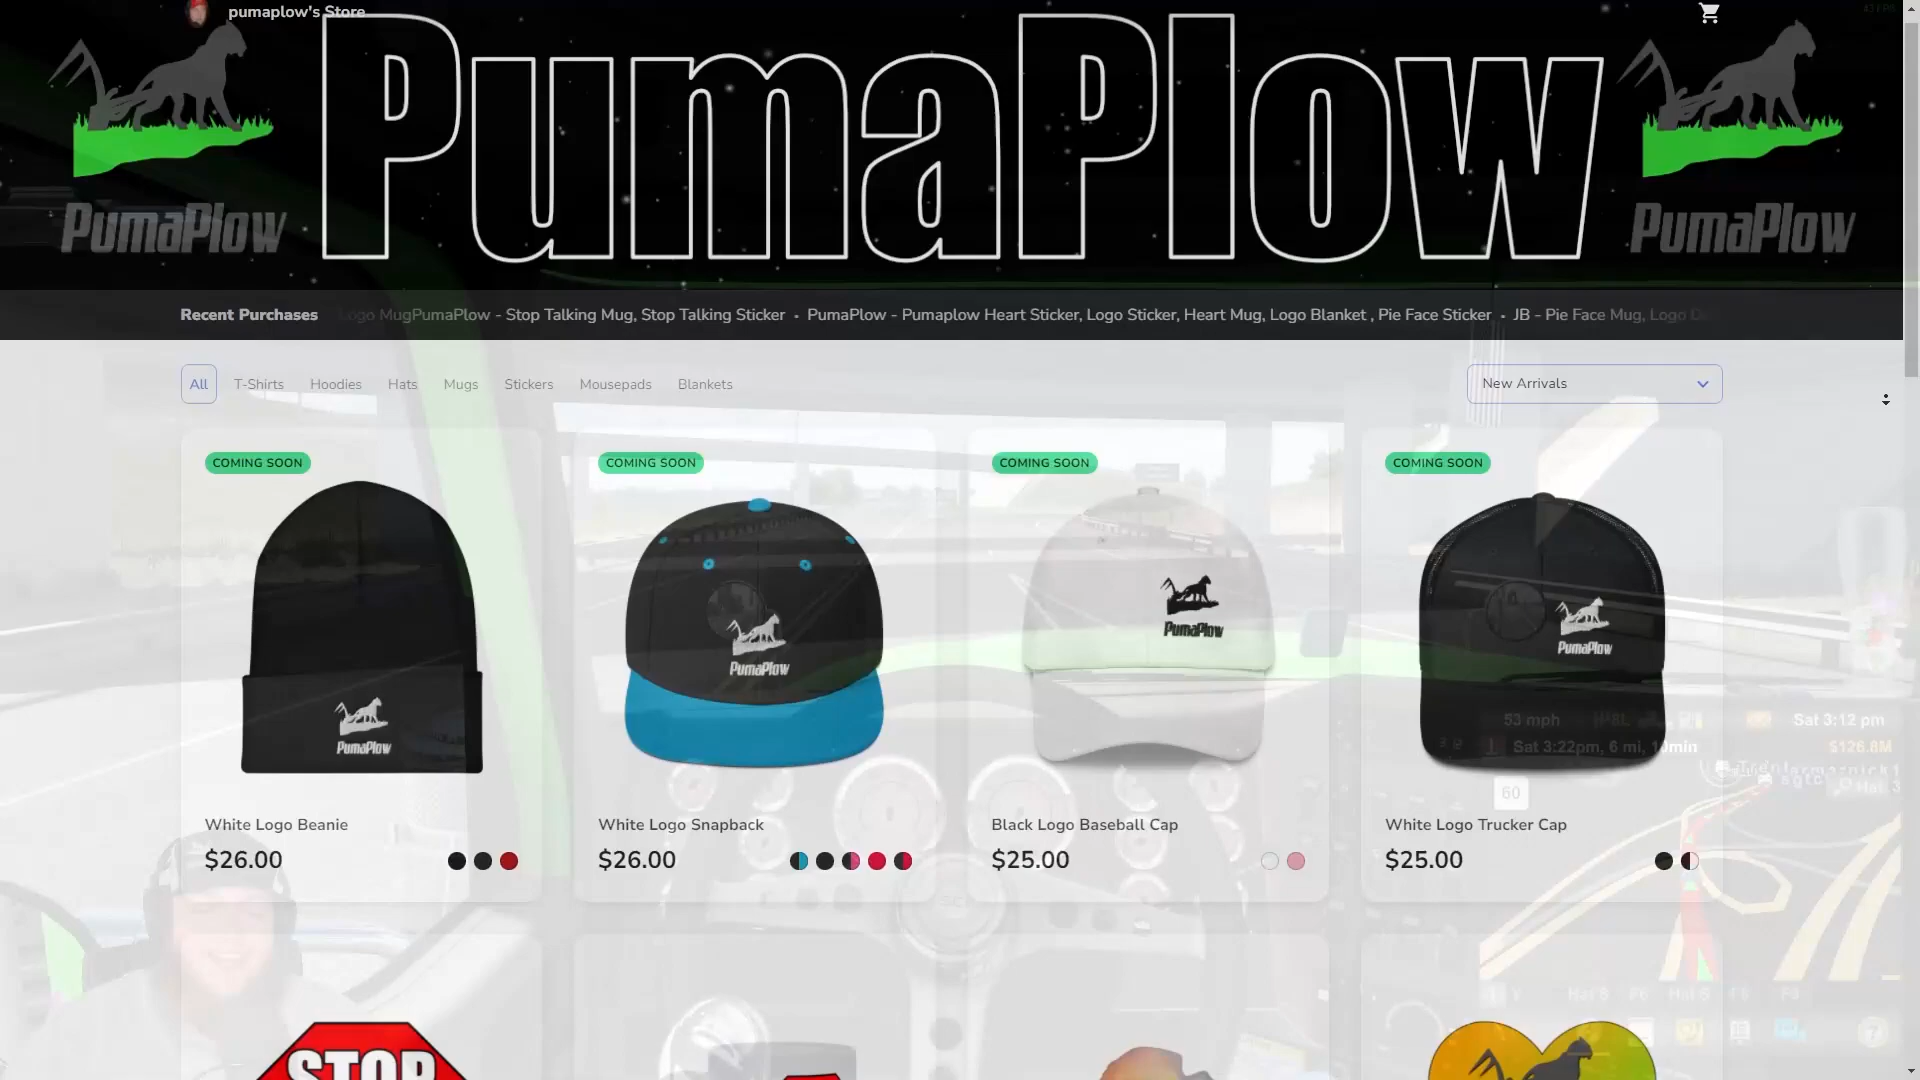 pumaplow's Store
PumaPlow
PumaPlow
PumaPlow
Recent Purchases
Logo MugPumaPlow - Stop Talking Mug, Stop Talking Sticker • PumaPlow - Pumaplow Heart Sticker, Logo Sticker, Heart Mug, Logo Blanket , Pie Face Sticker • JB - Pie Face Mug, Logo
All T-Shirts Hoodies Hats Mugs Stickers Mousepads Blankets
New Arrivals
COMING SOON
COMING SOON
COMING SOON
COMING SOON
PumaPlow
PumaPlow
PumaPlow
PumaPlow
53 mph
Sat 3:12 pm
Sat 3:22pm, 6 mi, 10min
$126.8M
60
White Logo Beanie
$26.00
White Logo Snapback
$26.00
Black Logo Baseball Cap
$25.00
White Logo Trucker Cap
$25.00
STOP